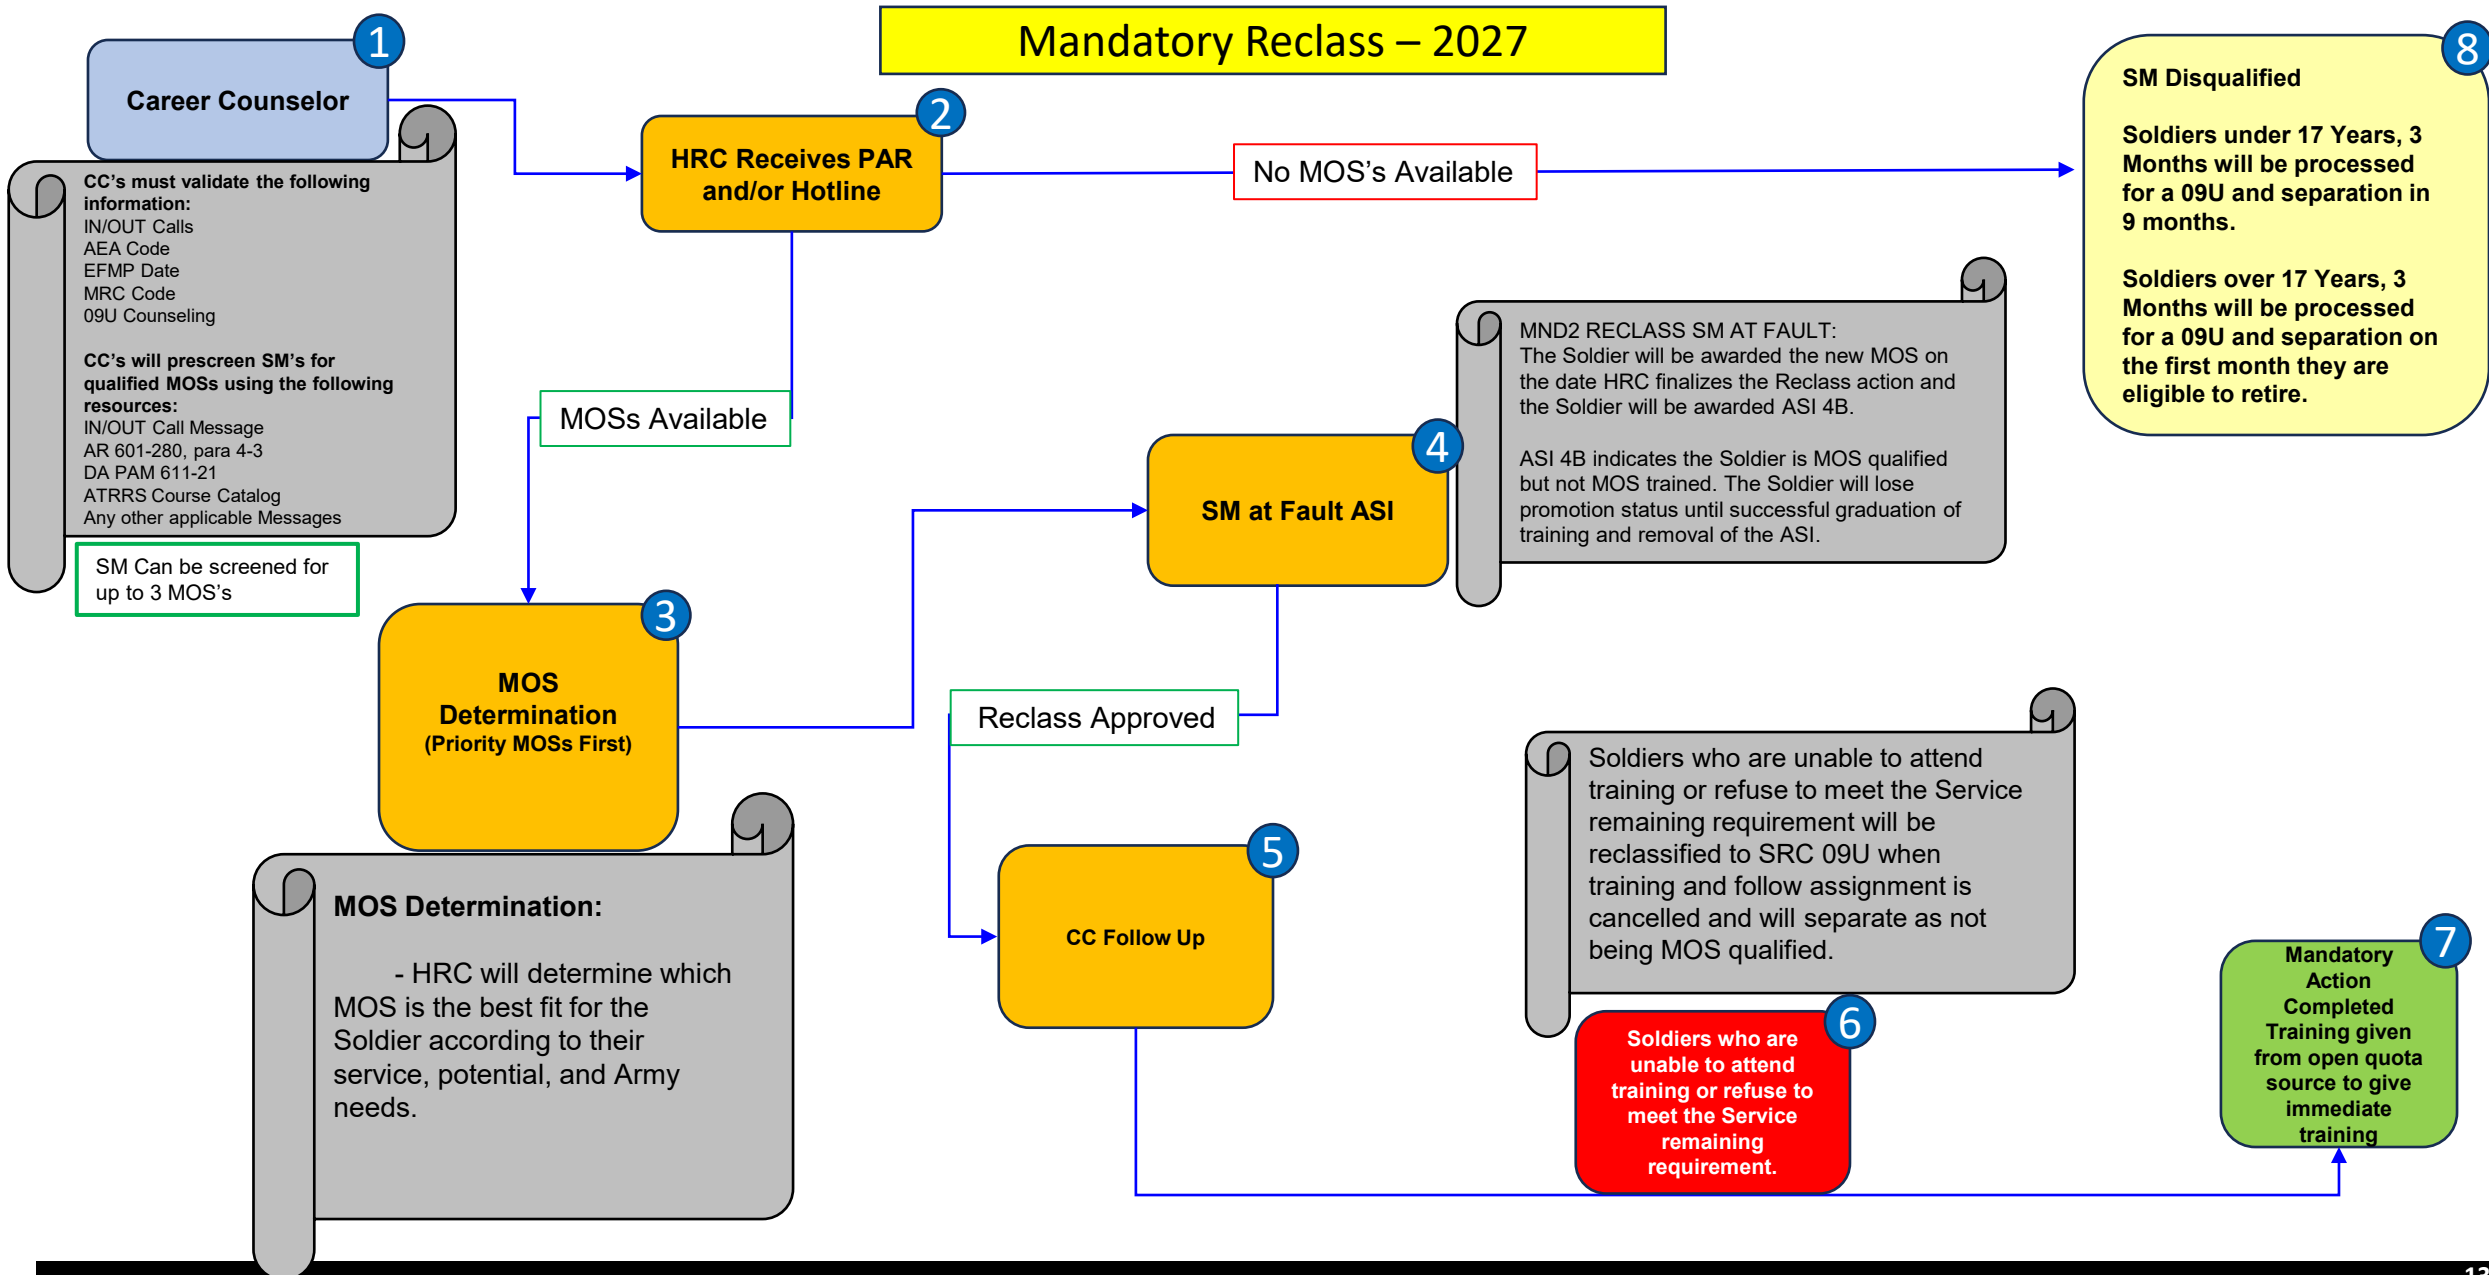 Mandatory Reclass – 2027
1
Career Counselor
CC's must validate the following
information:
IN/OUT Calls
AEA Code
EFMP Date
MRC Code
09U Counseling
CC's will prescreen SM's for
qualified MOSs using the following
resources:
IN/OUT Call Message
AR 601-280, para 4-3
DA PAM 611-21
ATRRS Course Catalog
Any other applicable Messages
SM Can be screened for
up to 3 MOS's
2
HRC Receives PAR
and/or Hotline
No MOS's Available
MOSs Available
3
MOS
Determination
(Priority MOSs First)
MOS Determination:
- HRC will determine which
MOS is the best fit for the
Soldier according to their
service, potential, and Army
needs.
4
SM at Fault ASI
MND2 RECLASS SM AT FAULT:
The Soldier will be awarded the new MOS on
the date HRC finalizes the Reclass action and
the Soldier will be awarded ASI 4B.
ASI 4B indicates the Soldier is MOS qualified
but not MOS trained. The Soldier will lose
promotion status until successful graduation of
training and removal of the ASI.
Reclass Approved
5
CC Follow Up
Soldiers who are unable to attend
training or refuse to meet the Service
remaining requirement will be
reclassified to SRC 09U when
training and follow assignment is
cancelled and will separate as not
being MOS qualified.
6
Soldiers who are
unable to attend
training or refuse to
meet the Service
remaining
requirement.
7
Mandatory
Action
Completed
Training given
from open quota
source to give
immediate
training
8
SM Disqualified
Soldiers under 17 Years, 3
Months will be processed
for a 09U and separation in
9 months.
Soldiers over 17 Years, 3
Months will be processed
for a 09U and separation on
the first month they are
eligible to retire.